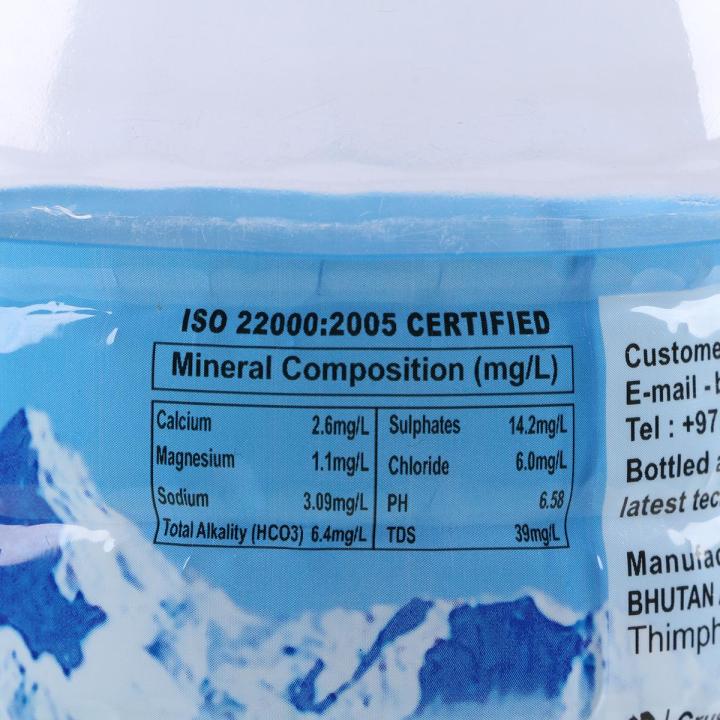 ISO 22000:2005 CERTIFIED
Mineral Composition (mg/L)
Calcium 2.6mg/L Sulphates 14.2mg/L
Magnesium 1.1mg/L Chloride 6.0mg/L
Sodium 3.09mg/L PH 6.58
Total Alkality (HCO3) 6.4mg/L TDS 39mg/L
Custome
E-mail - b
Tel : +97
Bottled a
latest tec
Manufac
BHUTAN
Thimph